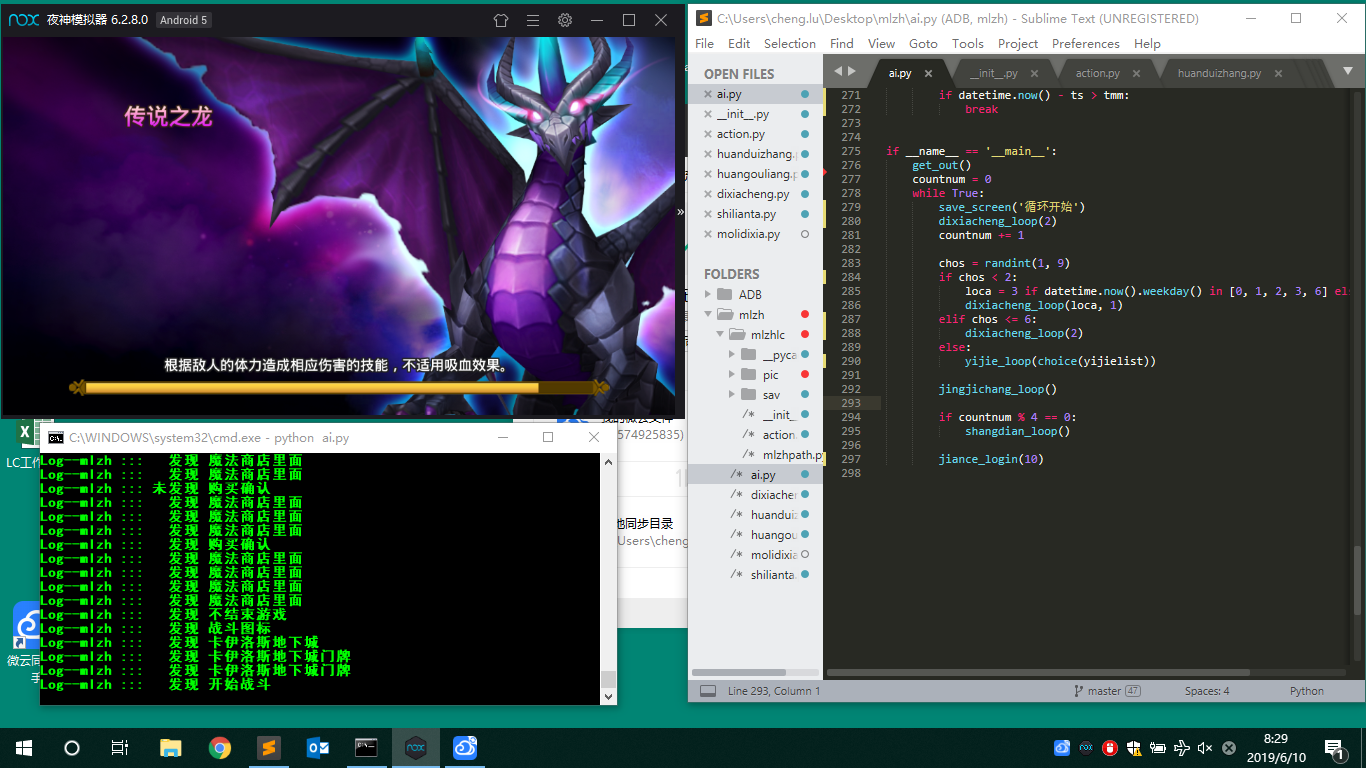 nox 夜神模拟器 6.2.8.0 Android 5
传说之龙
根据敌人的体力造成相应伤害的技能，不适用吸血效果。
»
C:\Users\cheng.lu\Desktop\mlzh\ai.py (ADB, mlzh) - Sublime Text (UNREGISTERED)
File Edit Selection Find View Goto Tools Project Preferences Help
OPEN FILES
ai.py
__init__.py
action.py
huanduizhang.
huangouliang.p
dixiacheng.py
shilianta.py
molidixia.py
FOLDERS
ADB
mlzh
mlzhlc
__pyca
pic
sav
/* __init_
/* action.
/* mlzhpath.py
/* ai.py
/* dixiacher
/* huanduiz
/* huangou
/* molidixia
/* shilianta.
ai.py × __init__.py × action.py × huanduizhang.py ×
271 if datetime.now() - ts > tmm:
272 break
273
274
275 if __name__ == '__main__':
276 get_out()
277 countnum = 0
278 while True:
279 save_screen('循环开始')
280 dixiacheng_loop(2)
281 countnum += 1
282
283 chos = randint(1, 9)
284 if chos < 2:
285 loca = 3 if datetime.now().weekday() in [0, 1, 2, 3, 6] els
286 dixiacheng_loop(loca, 1)
287 elif chos <= 6:
288 dixiacheng_loop(2)
289 else:
290 yijie_loop(choice(yijielist))
291
292 jingjichang_loop()
293
294 if countnum % 4 == 0:
295 shangdian_loop()
296
297 jiance_login(10)
298
Line 293, Column 1 master 47 Spaces: 4 Python
LC工作
574925835)
也同步目录
Users\cheng
微云同
手
C:\WINDOWS\system32\cmd.exe - python ai.py
Log--mlzh ::: 发现 魔法商店里面
Log--mlzh ::: 发现 魔法商店里面
Log--mlzh ::: 未发现 购买确认
Log--mlzh ::: 发现 魔法商店里面
Log--mlzh ::: 发现 魔法商店里面
Log--mlzh ::: 发现 魔法商店里面
Log--mlzh ::: 发现 购买确认
Log--mlzh ::: 发现 魔法商店里面
Log--mlzh ::: 发现 魔法商店里面
Log--mlzh ::: 发现 魔法商店里面
Log--mlzh ::: 发现 魔法商店里面
Log--mlzh ::: 发现 不结束游戏
Log--mlzh ::: 发现 战斗图标
Log--mlzh ::: 发现 卡伊洛斯地下城
Log--mlzh ::: 发现 卡伊洛斯地下城门牌
Log--mlzh ::: 发现 卡伊洛斯地下城门牌
Log--mlzh ::: 发现 开始战斗
8:29
2019/6/10
1